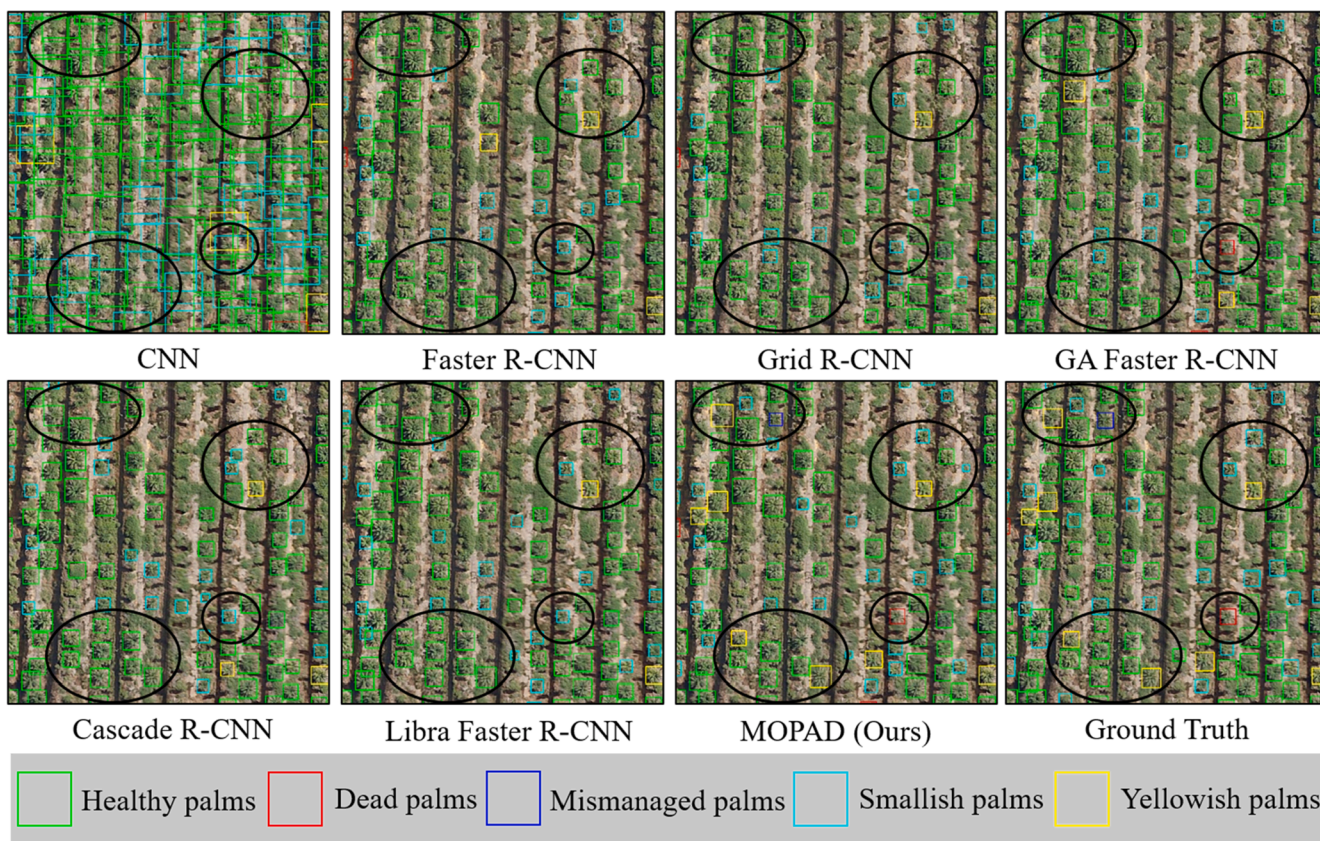 CNN
Faster R-CNN
Grid R-CNN
GA Faster R-CNN
Cascade R-CNN
Libra Faster R-CNN
MOPAD (Ours)
Ground Truth
Healthy palms
Dead palms
Mismanaged palms
Smallish palms
Yellowish palms